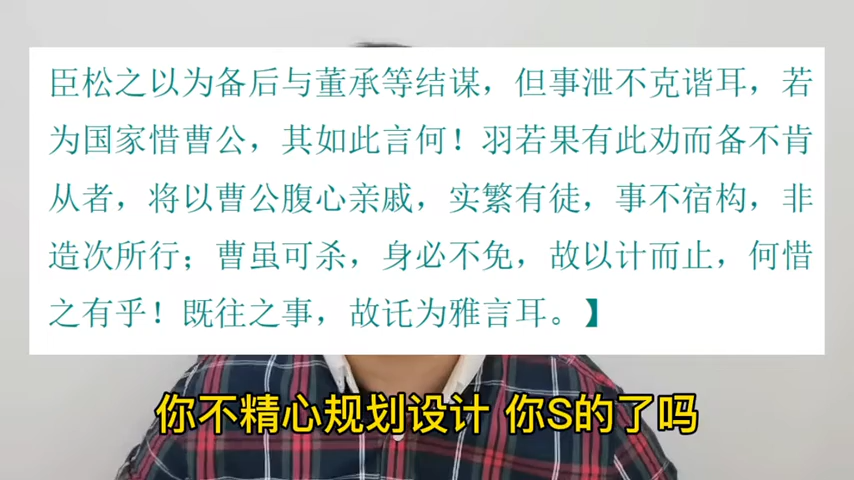 臣松之以为备后与董承等结谋，但事泄不克谐耳，若
为国家惜曹公，其如此言何！羽若果有此劝而备不肯
从者，将以曹公腹心亲戚，实繁有徒，事不宿构，非
造次所行；曹虽可杀，身必不免，故以计而止，何惜
之有乎！既往之事，故托为雅言耳。】
你不精心规划设计 你S的了吗